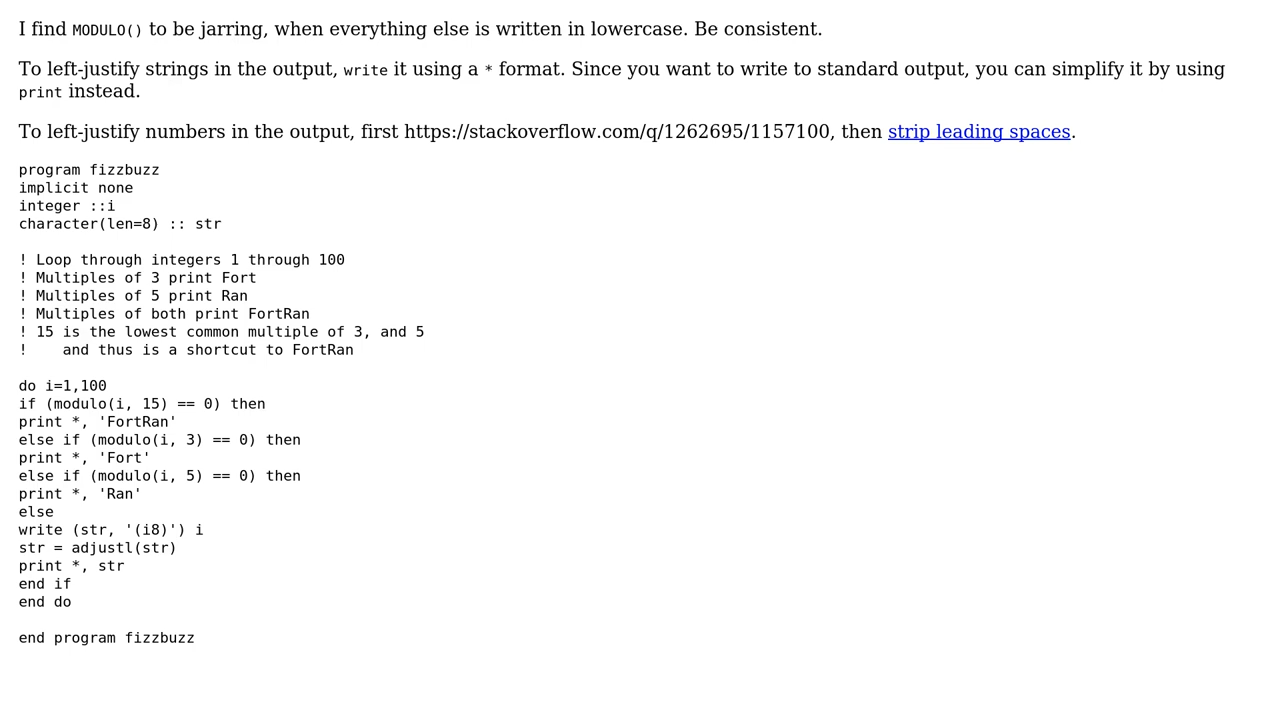 I find MODULO() to be jarring, when everything else is written in lowercase. Be consistent.
To left-justify strings in the output, write it using a * format. Since you want to write to standard output, you can simplify it by using
print instead.
To left-justify numbers in the output, first https://stackoverflow.com/q/1262695/1157100, then strip leading spaces.
program fizzbuzz
implicit none
integer ::i
character(len=8) :: str
! Loop through integers 1 through 100
! Multiples of 3 print Fort
! Multiples of 5 print Ran
! Multiples of both print FortRan
! 15 is the lowest common multiple of 3, and 5
!    and thus is a shortcut to FortRan
do i=1,100
if (modulo(i, 15) == 0) then
print *, 'FortRan'
else if (modulo(i, 3) == 0) then
print *, 'Fort'
else if (modulo(i, 5) == 0) then
print *, 'Ran'
else
write (str, '(i8)') i
str = adjustl(str)
print *, str
end if
end do
end program fizzbuzz